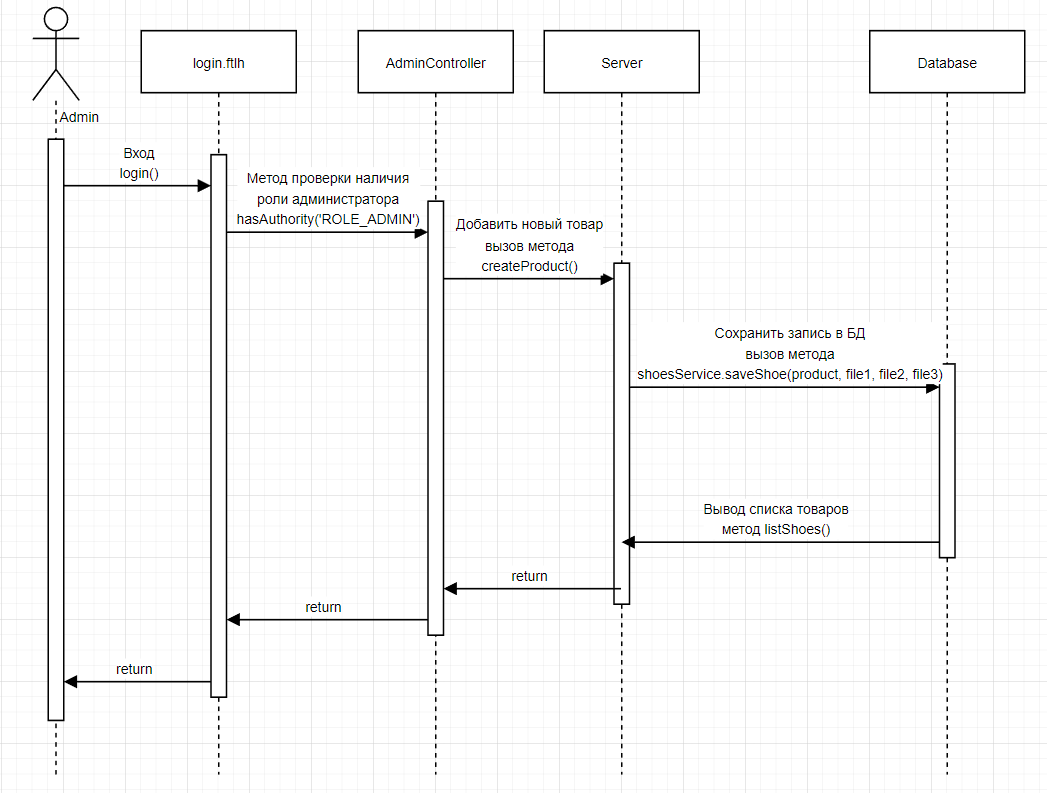 login.ftlh
AdminController
Server
Database
Admin
Вход
login()
Метод проверки наличия
роли администратора
hasAuthority('ROLE_ADMIN')
Добавить новый товар
вызов метода
createProduct()
Сохранить запись в БД
вызов метода
shoesService.saveShoe(product, file1, file2, file3)
Вывод списка товаров
метод listShoes()
return
return
return